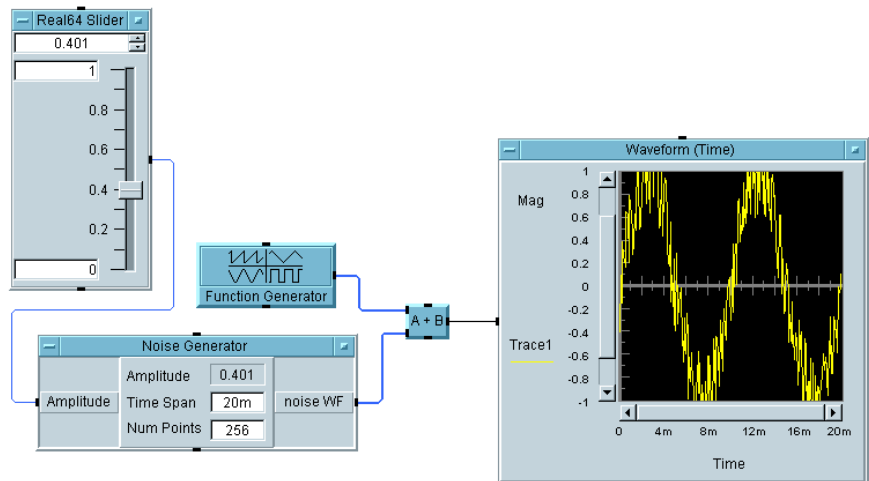 Real64 Slider
0.401
1
0.8
0.6
0.4
0.2
0
Function Generator
A + B
Noise Generator
Amplitude
Amplitude 0.401
Time Span 20m
Num Points 256
noise WF
Waveform (Time)
Mag
Trace1
1
0.8
0.6
0.4
0.2
0
-0.2
-0.4
-0.6
-0.8
-1
0 4m 8m 12m 16m 20m
Time